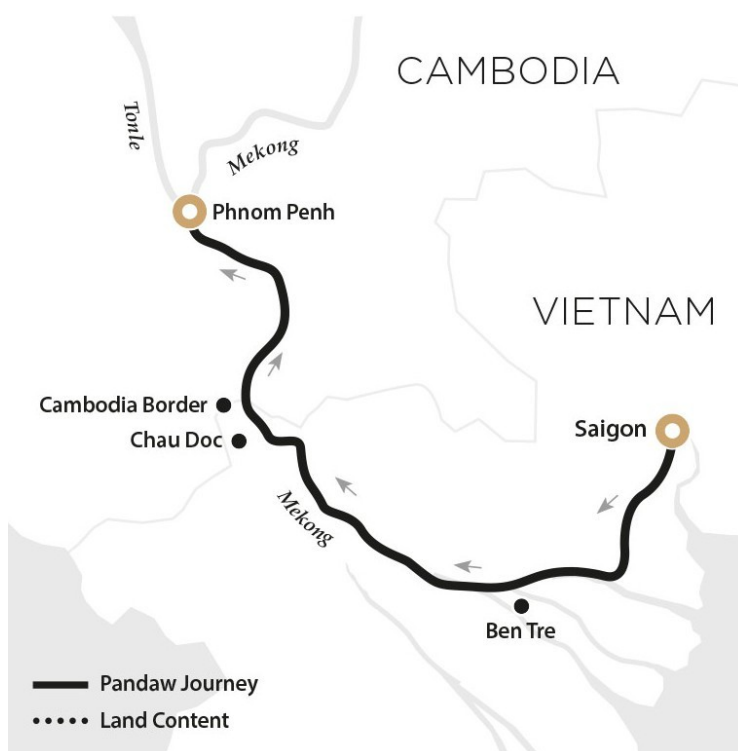 CAMBODIA
Tonle
Mekong
Phnom Penh
VIETNAM
Cambodia Border
Chau Doc
Saigon
Mekong
Ben Tre
Pandaw Journey
Land Content